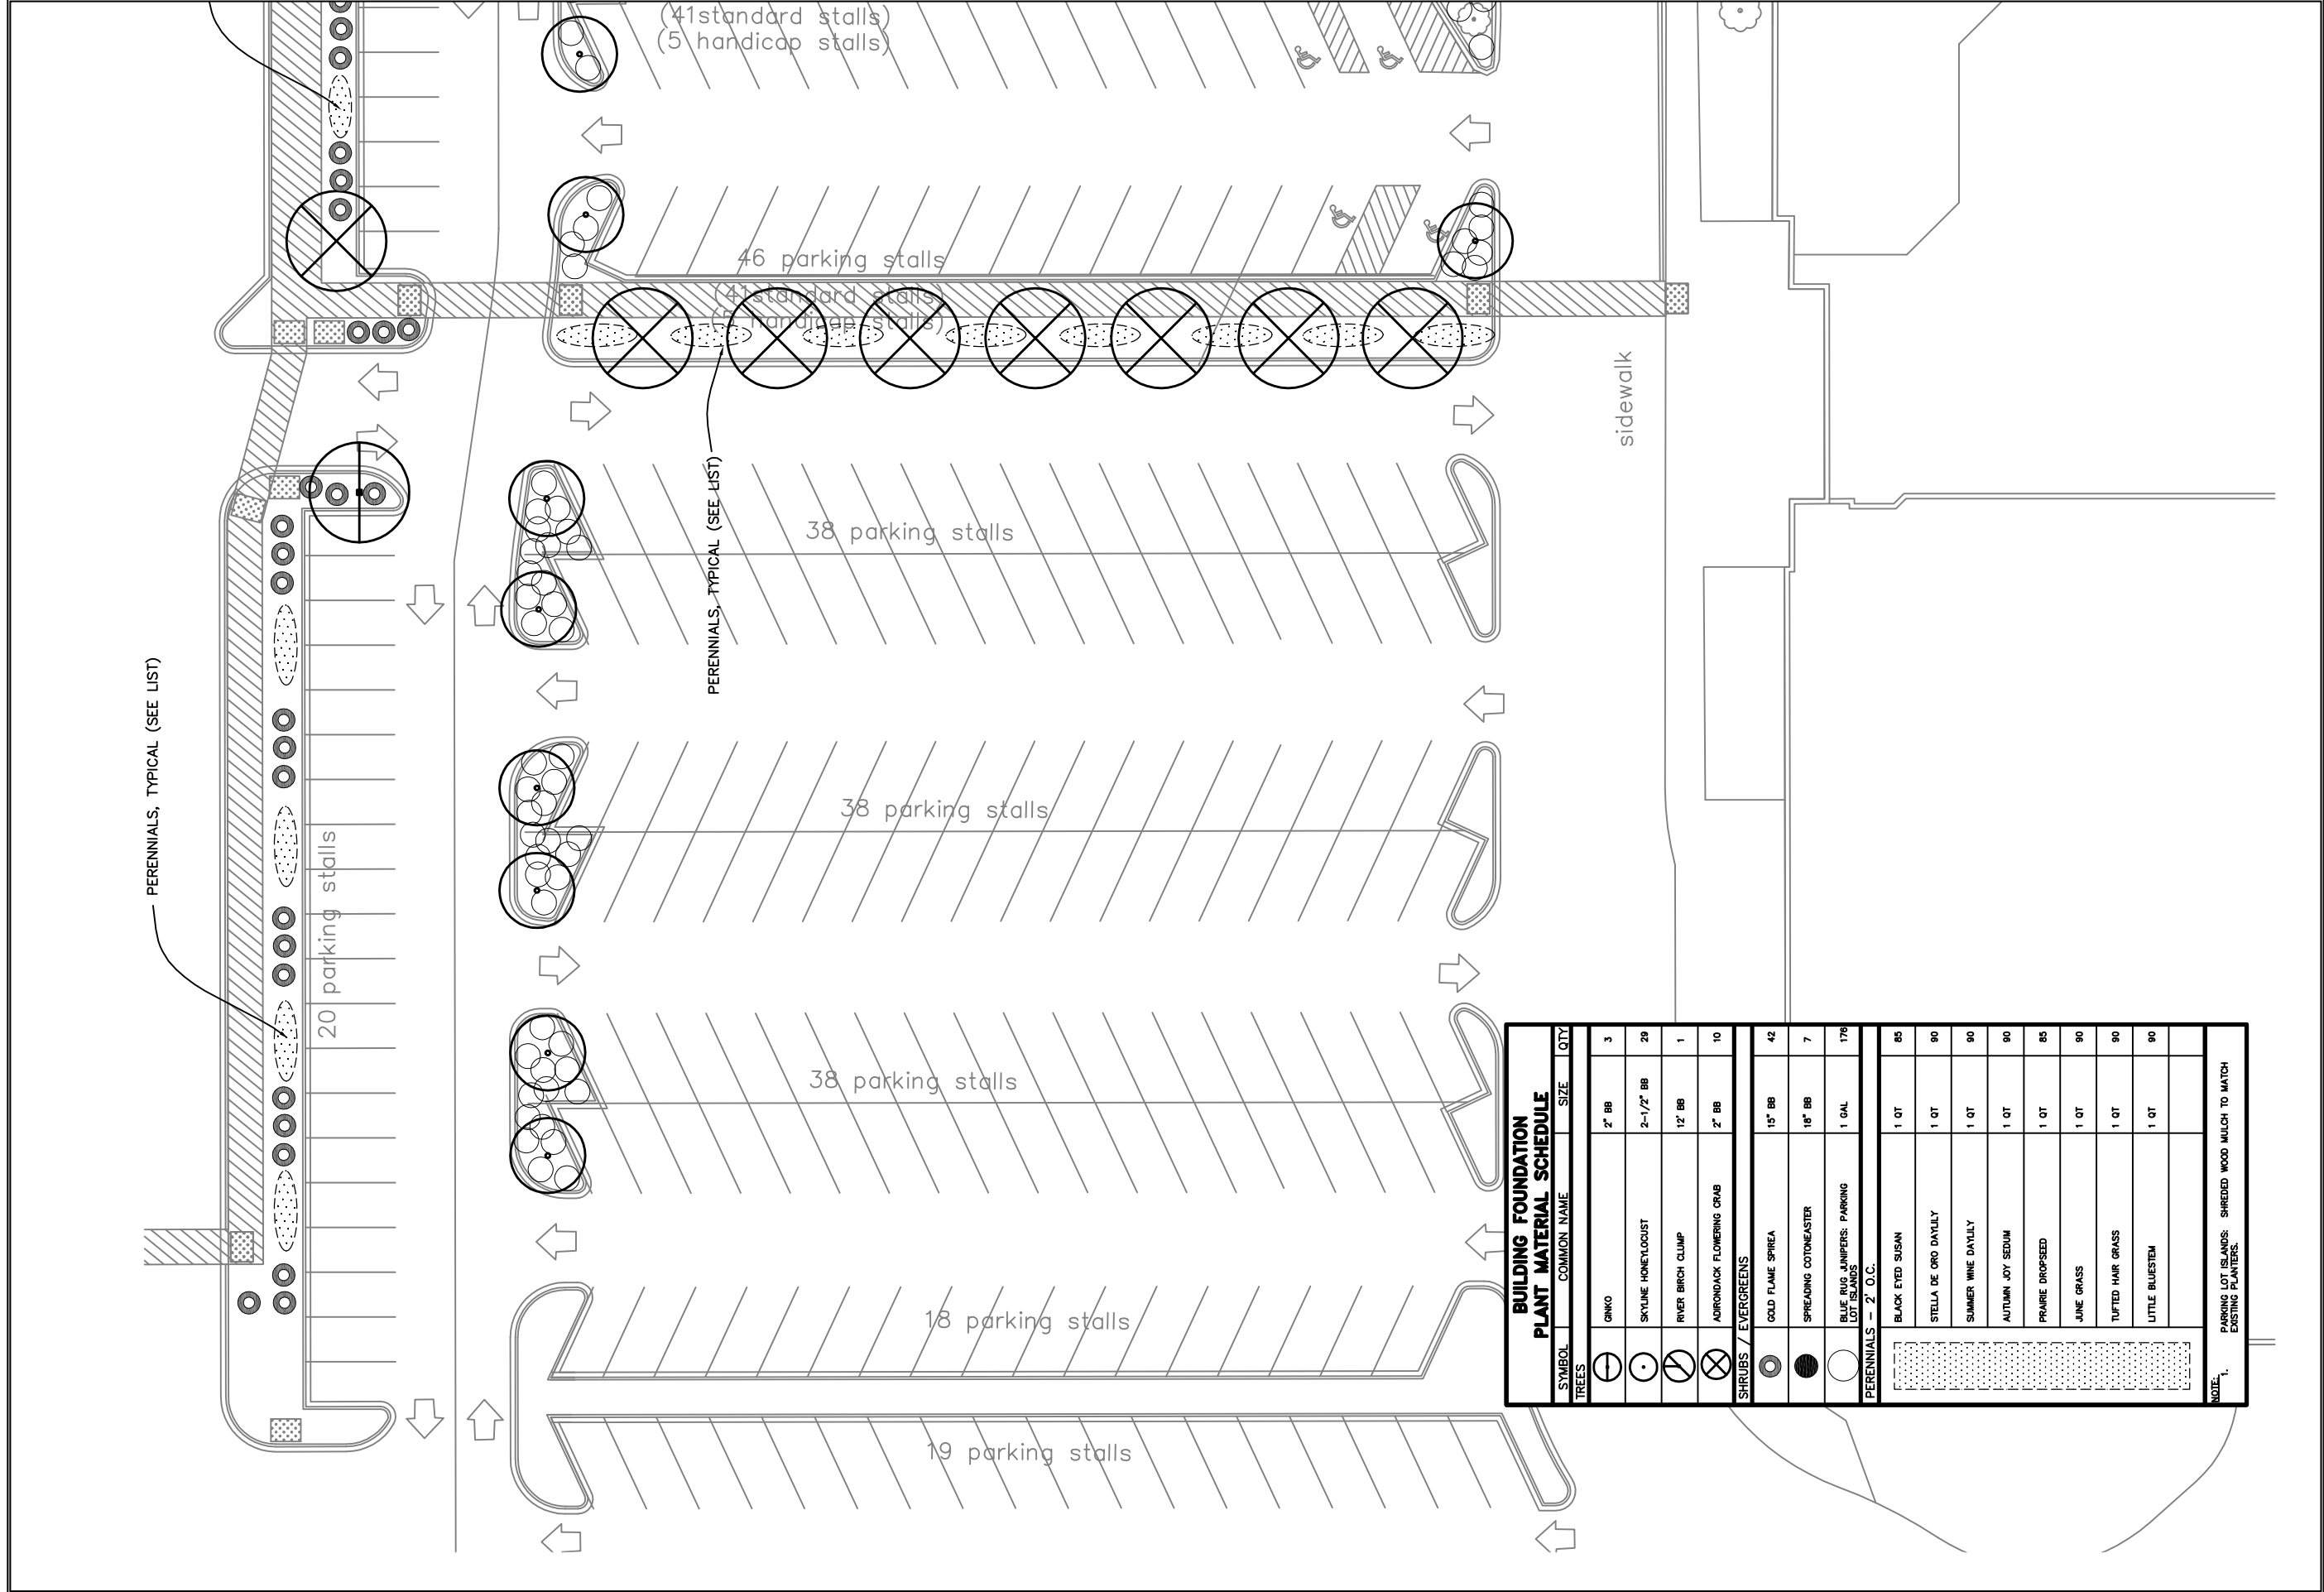 (41standard stalls)
(5 handicap stalls)
46 parking stalls
(41standard stalls)
(5 handicap stalls)
sidewalk
PERENNIALS, TYPICAL (SEE LIST)
38 parking stalls
PERENNIALS, TYPICAL (SEE LIST)
20 parking stalls
38 parking stalls
38 parking stalls
18 parking stalls
19 parking stalls
BUILDING FOUNDATION
PLANT MATERIAL SCHEDULE
SYMBOL COMMON NAME SIZE QTY
TREES
GINKO 2" BB 3
SKYLINE HONEYLOCUST 2-1/2" BB 29
RIVER BIRCH CLUMP 12' BB 1
ADIRONDACK FLOWERING CRAB 2" BB 10
SHRUBS / EVERGREENS
GOLD FLAME SPIREA 15" BB 42
SPREADING COTONEASTER 18" BB 7
BLUE RUG JUNIPERS: PARKING LOT ISLANDS 1 GAL 176
PERENNIALS - 2' O.C.
BLACK EYED SUSAN 1 QT 85
STELLA DE ORO DAYLILY 1 QT 90
SUMMER WINE DAYLILY 1 QT 90
AUTUMN JOY SEDUM 1 QT 90
PRAIRIE DROPSEED 1 QT 85
JUNE GRASS 1 QT 90
TUFTED HAIR GRASS 1 QT 90
LITTLE BLUESTEM 1 QT 90
NOTE:
1. PARKING LOT ISLANDS: SHREDED WOOD MULCH TO MATCH
EXISTING PLANTERS.